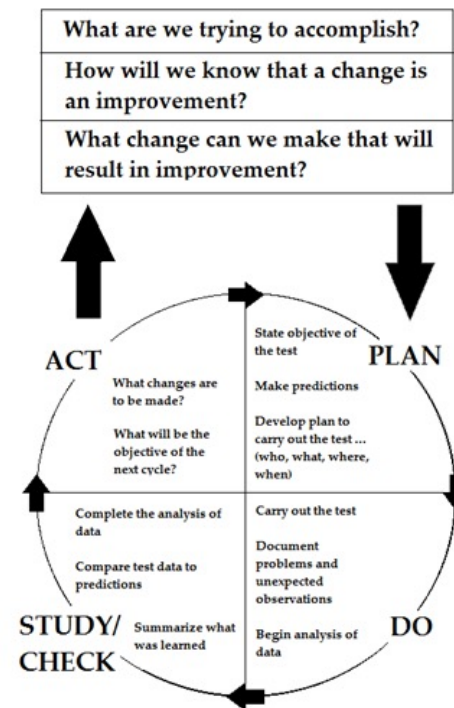 What are we trying to accomplish?
How will we know that a change is
an improvement?
What change can we make that will
result in improvement?
ACT
What changes are
to be made?
What will be the
objective of the
next cycle?
PLAN
State objective of
the test
Make predictions
Develop plan to
carry out the test ...
(who, what, where,
when)
STUDY/
CHECK
Complete the analysis of
data
Compare test data to
predictions
Summarize what
was learned
DO
Carry out the test
Document
problems and
unexpected
observations
Begin analysis of
data